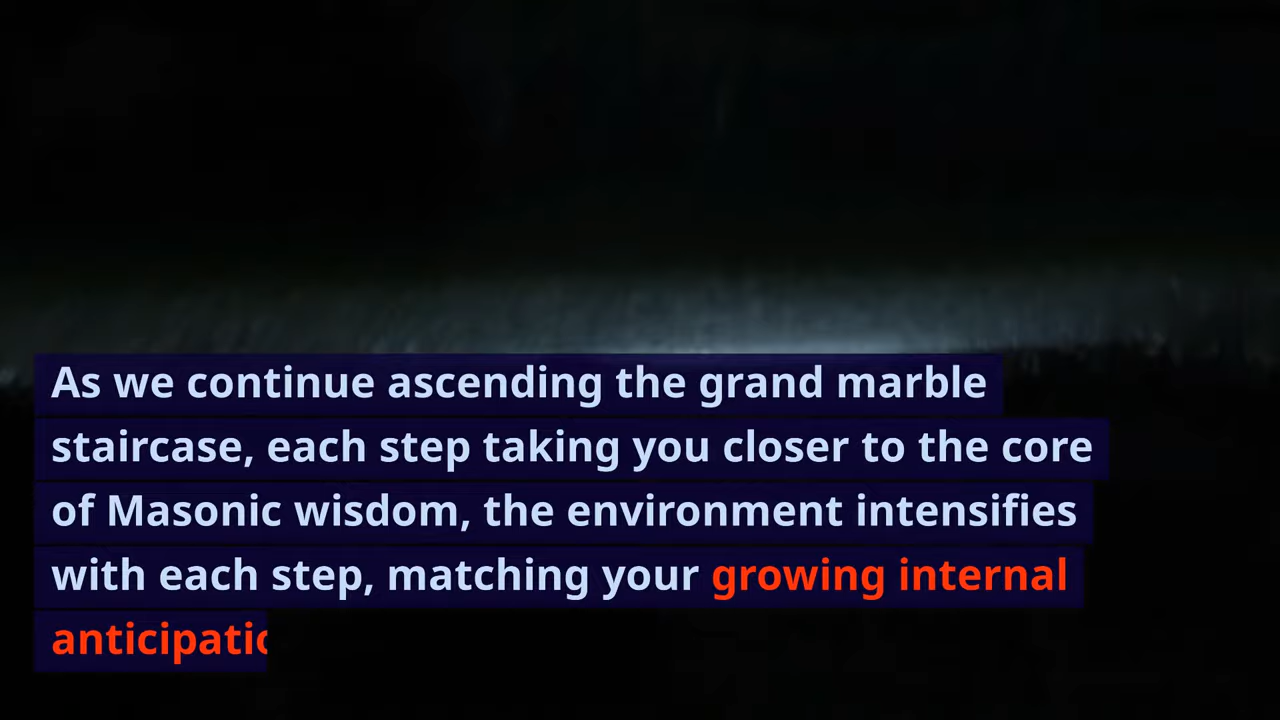 As we continue ascending the grand marble
staircase, each step taking you closer to the core
of Masonic wisdom, the environment intensifies
with each step, matching your growing internal
anticipatio